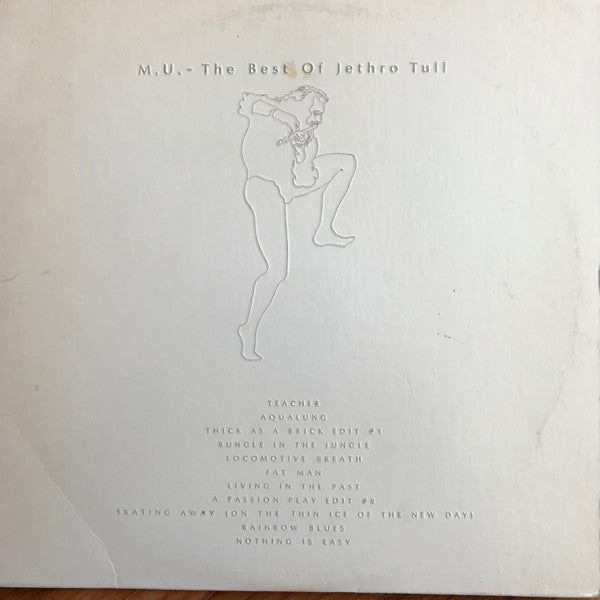 M.U. - The Best Of Jethro Tull
TEACHER
AQUALUNG
THICK AS A BRICK EDIT #1
BUNGLE IN THE JUNGLE
LOCOMOTIVE BREATH
FAT MAN
LIVING IN THE PAST
A PASSION PLAY EDIT #8
SKATING AWAY (ON THE THIN ICE OF THE NEW DAY)
RAINBOW BLUES
NOTHING IS EASY